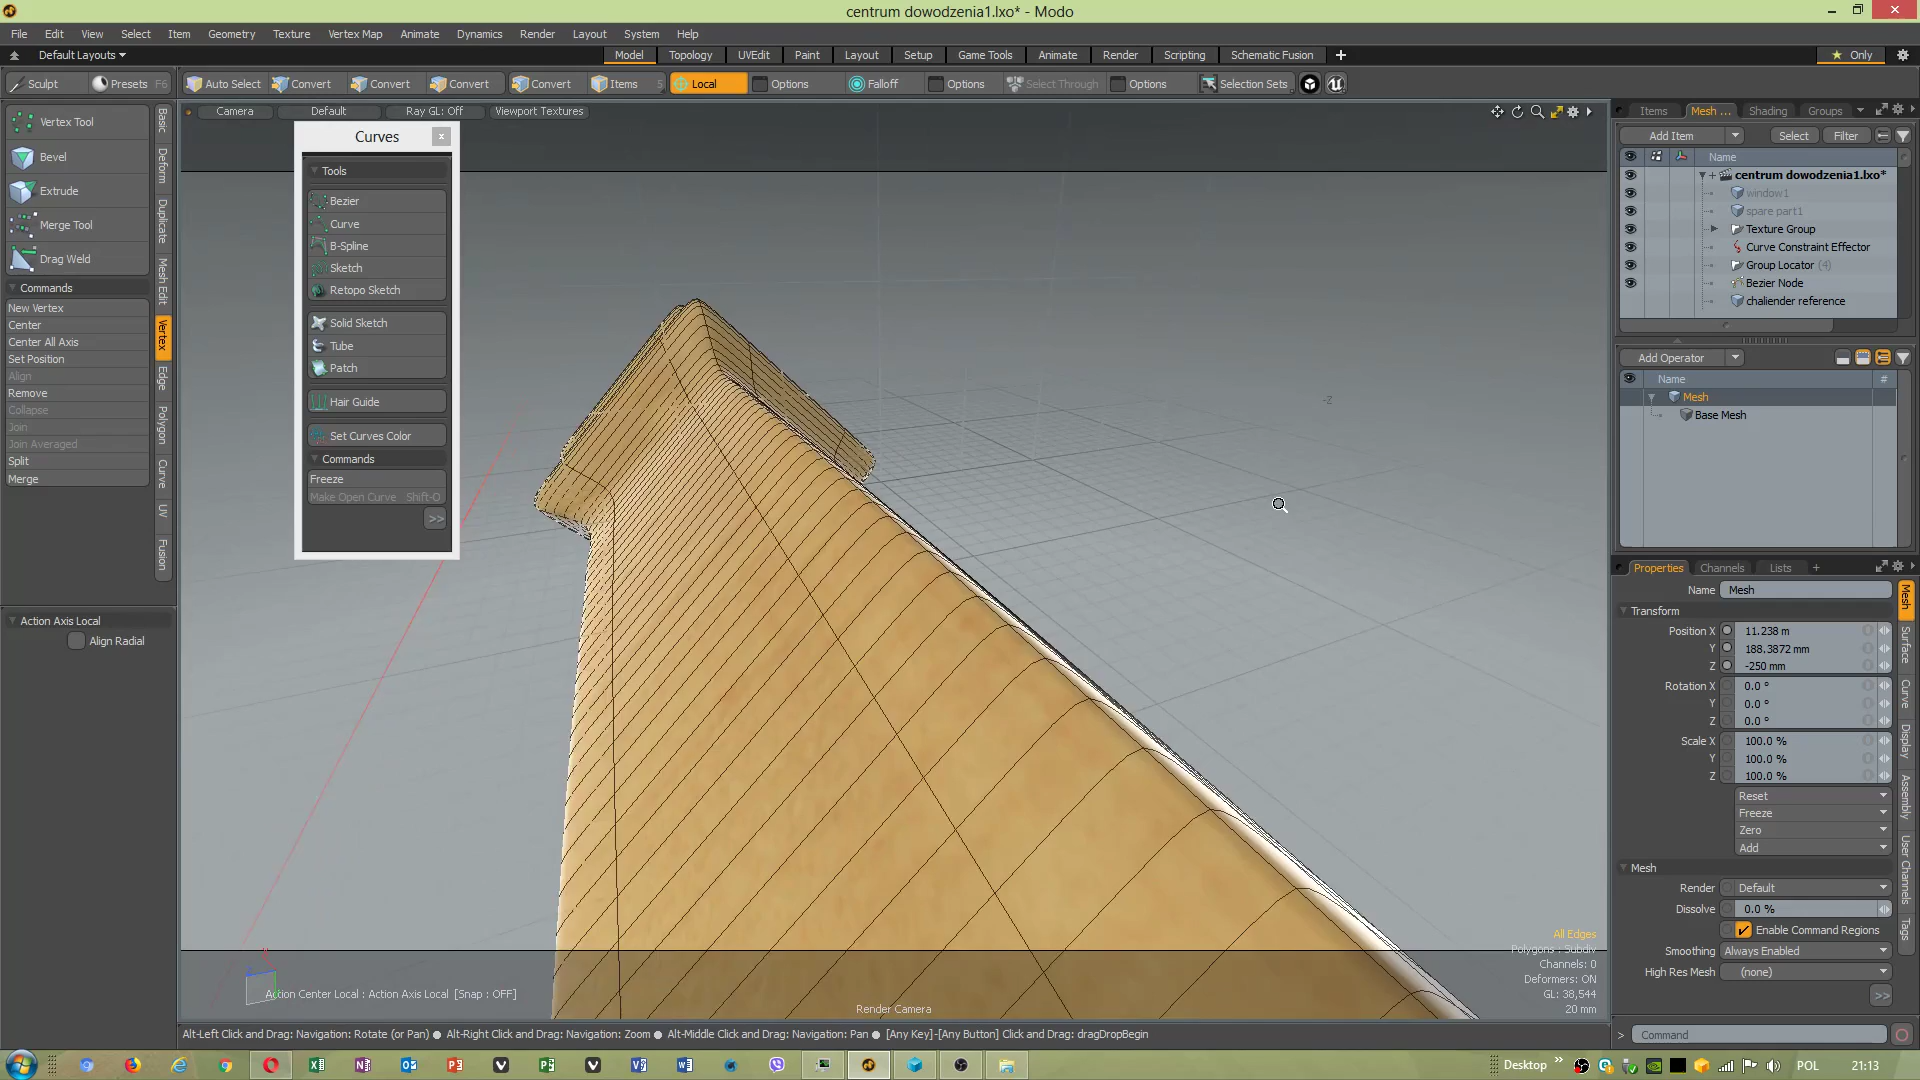 centrum dowodzenia1.lxo* - Modo
File Edit View Select Item Geometry Texture Vertex Map Animate Dynamics Render Layout System Help
Default Layouts
Model Topology UVEdit Paint Layout Setup Game Tools Animate Render Scripting Schematic Fusion
Only
Sculpt Presets F6 Auto Select Convert Convert Convert Convert Items 5 Local Options Falloff Options Select Through Options Selection Sets
Camera Default Ray GL: Off Viewport Textures
Vertex Tool
Bevel
Extrude
Merge Tool
Drag Weld
Commands
New Vertex
Center
Center All Axis
Set Position
Align
Remove
Collapse
Join
Join Averaged
Split
Merge
Basic
Deform
Duplicate
Mesh Edit
Vertex
Edge
Polygon
Curve
UV
Fusion
Action Axis Local
Align Radial
Curves
Tools
Bezier
Curve
B-Spline
Sketch
Retopo Sketch
Solid Sketch
Tube
Patch
Hair Guide
Set Curves Color
Commands
Freeze
Make Open Curve Shift-O
>>
-Z
All Edges
Polygons : Subdiv
Channels: 0
Deformers: ON
GL: 38,544
20 mm
Action Center Local : Action Axis Local [Snap : OFF]
Render Camera
Alt-Left Click and Drag: Navigation: Rotate (or Pan) ● Alt-Right Click and Drag: Navigation: Zoom ● Alt-Middle Click and Drag: Navigation: Pan ● [Any Key]-[Any Button] Click and Drag: dragDropBegin
Items Mesh ... Shading Groups
Add Item Select Filter
Name
centrum dowodzenia1.lxo*
window1
spare part1
Texture Group
Curve Constraint Effector
Group Locator (4)
Bezier Node
chaliender reference
Add Operator
Name #
Mesh
Base Mesh
Properties Channels Lists +
Name Mesh
Transform
Position X 11.238 m
Y 188.3872 mm
Z -250 mm
Rotation X 0.0 °
Y 0.0 °
Z 0.0 °
Scale X 100.0 %
Y 100.0 %
Z 100.0 %
Reset
Freeze
Zero
Add
Mesh
Render Default
Dissolve 0.0 %
Enable Command Regions
Smoothing Always Enabled
High Res Mesh (none)
>>
Mesh
Surface
Curve
Display
Assembly
User Channels
Tags
> Command
Desktop >> POL 21:13